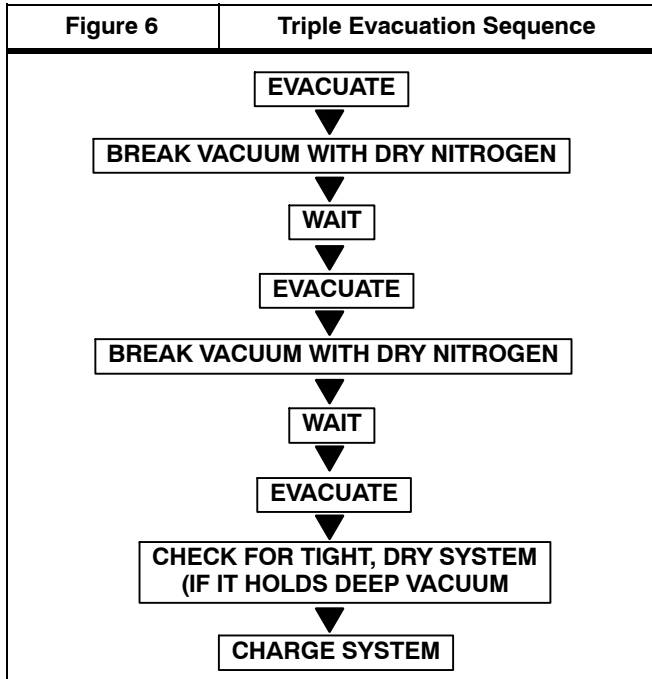 Figure 6 Triple Evacuation Sequence
EVACUATE
BREAK VACUUM WITH DRY NITROGEN
WAIT
EVACUATE
BREAK VACUUM WITH DRY NITROGEN
WAIT
EVACUATE
CHECK FOR TIGHT, DRY SYSTEM
(IF IT HOLDS DEEP VACUUM
CHARGE SYSTEM